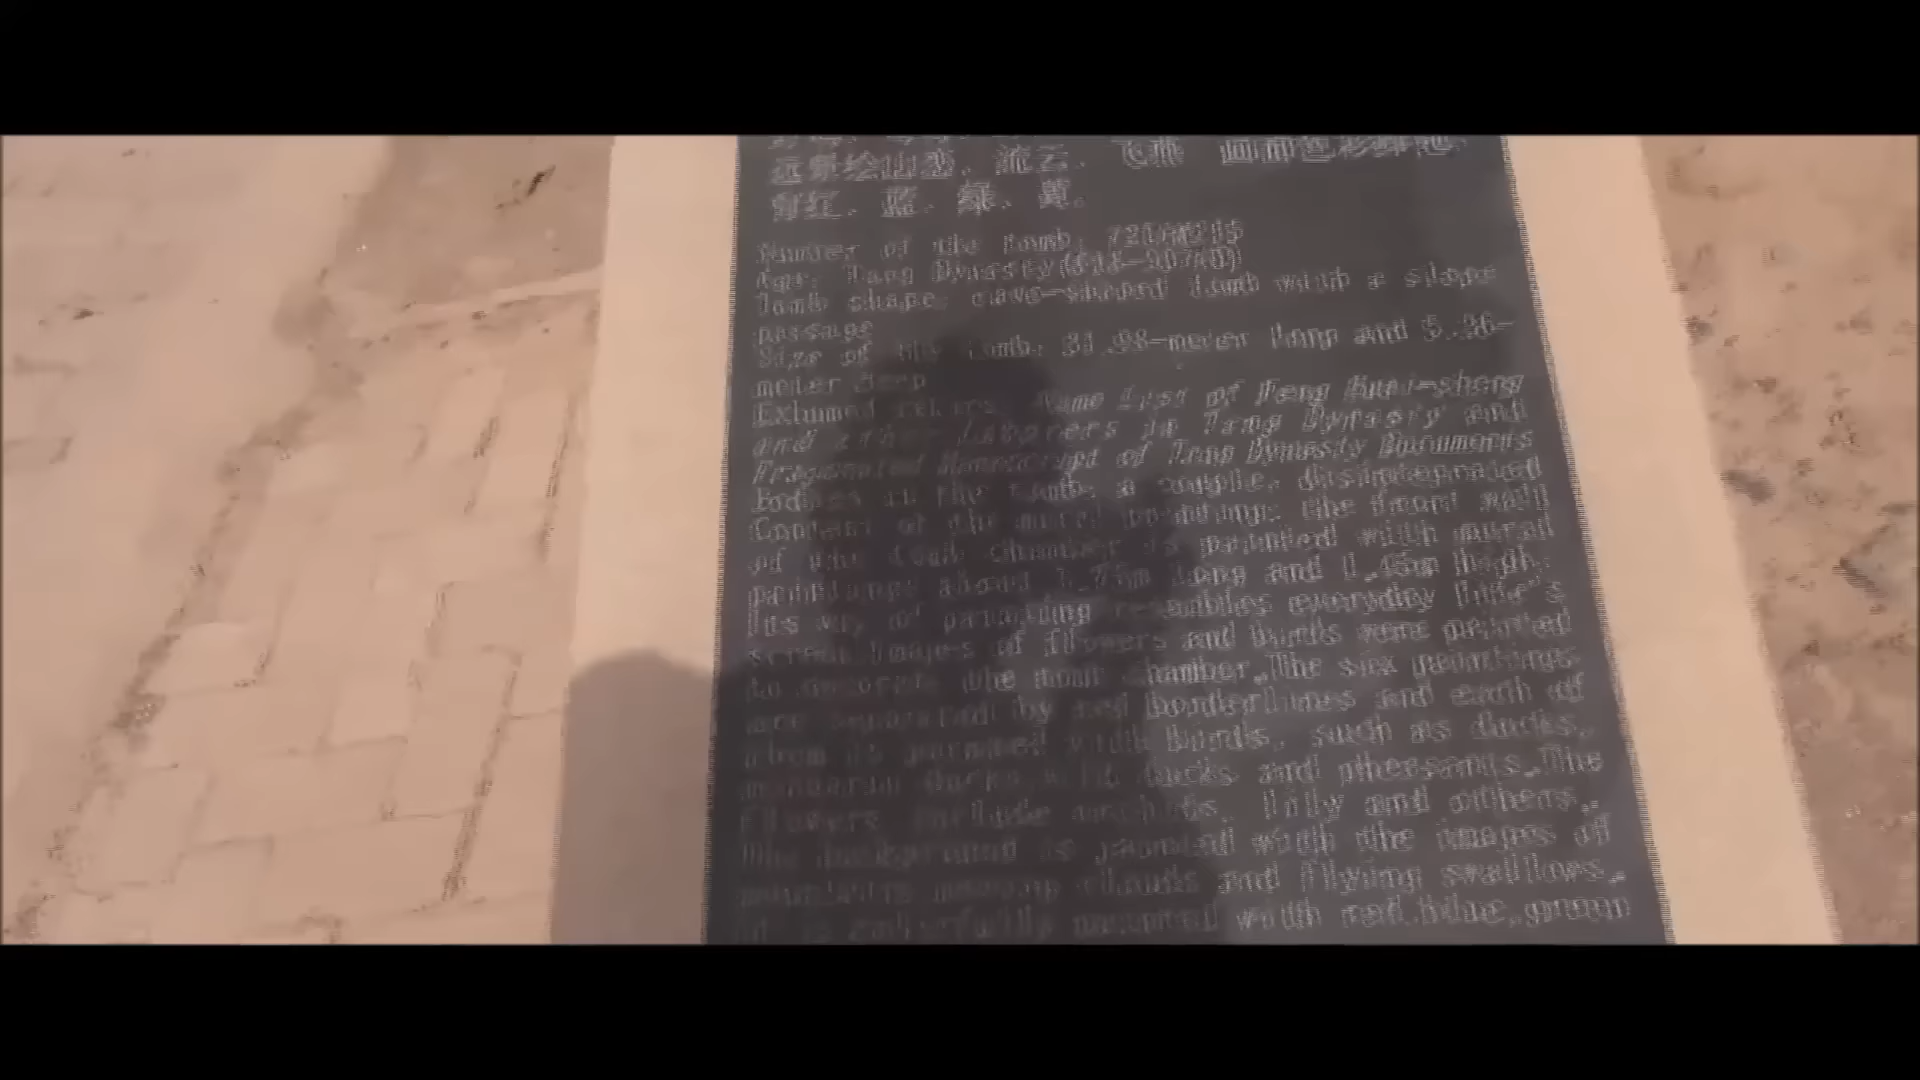 远景绘山峦、流云、飞燕 画面色彩鲜艳
有红、蓝、绿、黄。
Number of the tomb: 72TAM215
Age: Tang Dynasty(618-907AD)
Tomb shape: cave-shaped tomb with a slope
passage
Size of the tomb: 31.98-meter long and 5.26-
meter deep
Exhumed relics: Name List of Feng -sheng
and other Laborers in Tang Dynasty and
Fragmented Manuscript of Tang Dynasty Documents
Bodies in the tomb: a couple, disintegrated
Content of the mural paintings: the front wall
of the tomb chamber is painted with mural
paintings about 3.75m long and 1.45m high.
Its way of painting resembles everyday life's
screen images of flowers and birds were painted
to decorate the tomb chamber.The six paintings
are separated by red borderlines and each of
them is painted with birds, such as ducks,
mandarin ducks,wild ducks and pheasants.The
flowers include orchids, lily and others.
The background is painted with the images of
mountains moving clouds and flying swallows.
It is colorfully painted with red,blue,green